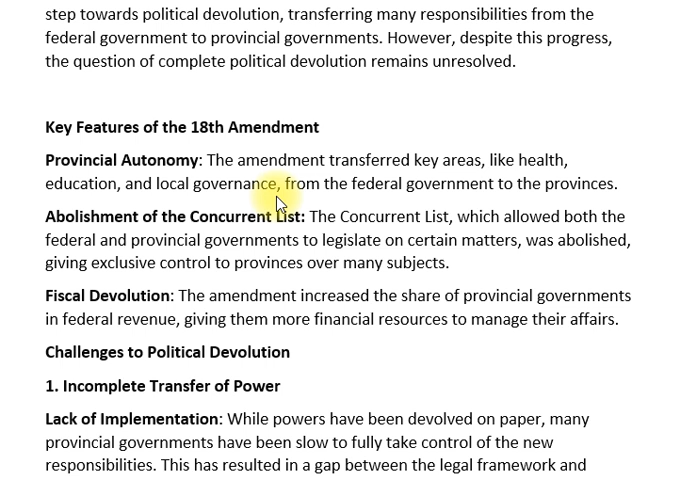 step towards political devolution, transferring many responsibilities from the
federal government to provincial governments. However, despite this progress,
the question of complete political devolution remains unresolved.
Key Features of the 18th Amendment
Provincial Autonomy: The amendment transferred key areas, like health,
education, and local governance, from the federal government to the provinces.
Abolishment of the Concurrent List: The Concurrent List, which allowed both the
federal and provincial governments to legislate on certain matters, was abolished,
giving exclusive control to provinces over many subjects.
Fiscal Devolution: The amendment increased the share of provincial governments
in federal revenue, giving them more financial resources to manage their affairs.
Challenges to Political Devolution
1. Incomplete Transfer of Power
Lack of Implementation: While powers have been devolved on paper, many
provincial governments have been slow to fully take control of the new
responsibilities. This has resulted in a gap between the legal framework and